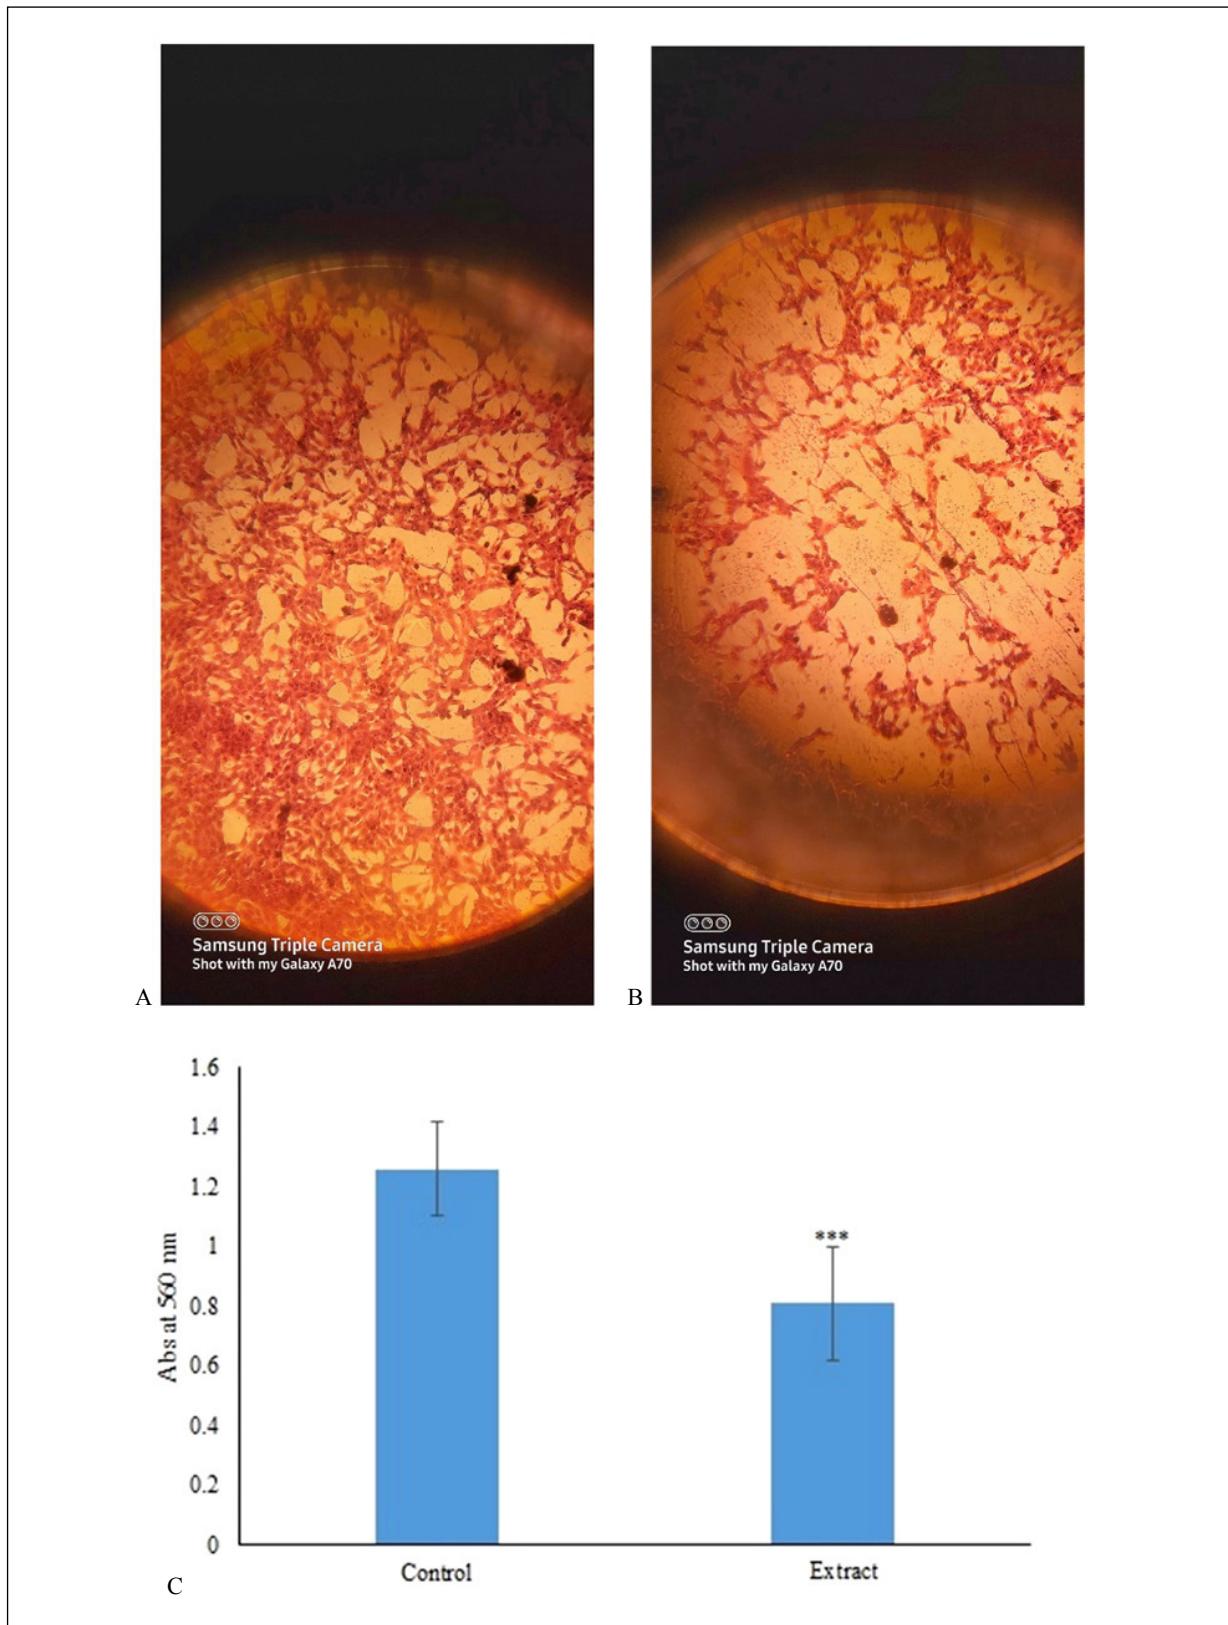 Samsung Triple Camera
Shot with my Galaxy A70
A
Samsung Triple Camera
Shot with my Galaxy A70
B
1.6
1.4
1.2
1
0.8
0.6
0.4
0.2
0
Abs at 560 nm
***
Control
Extract
C